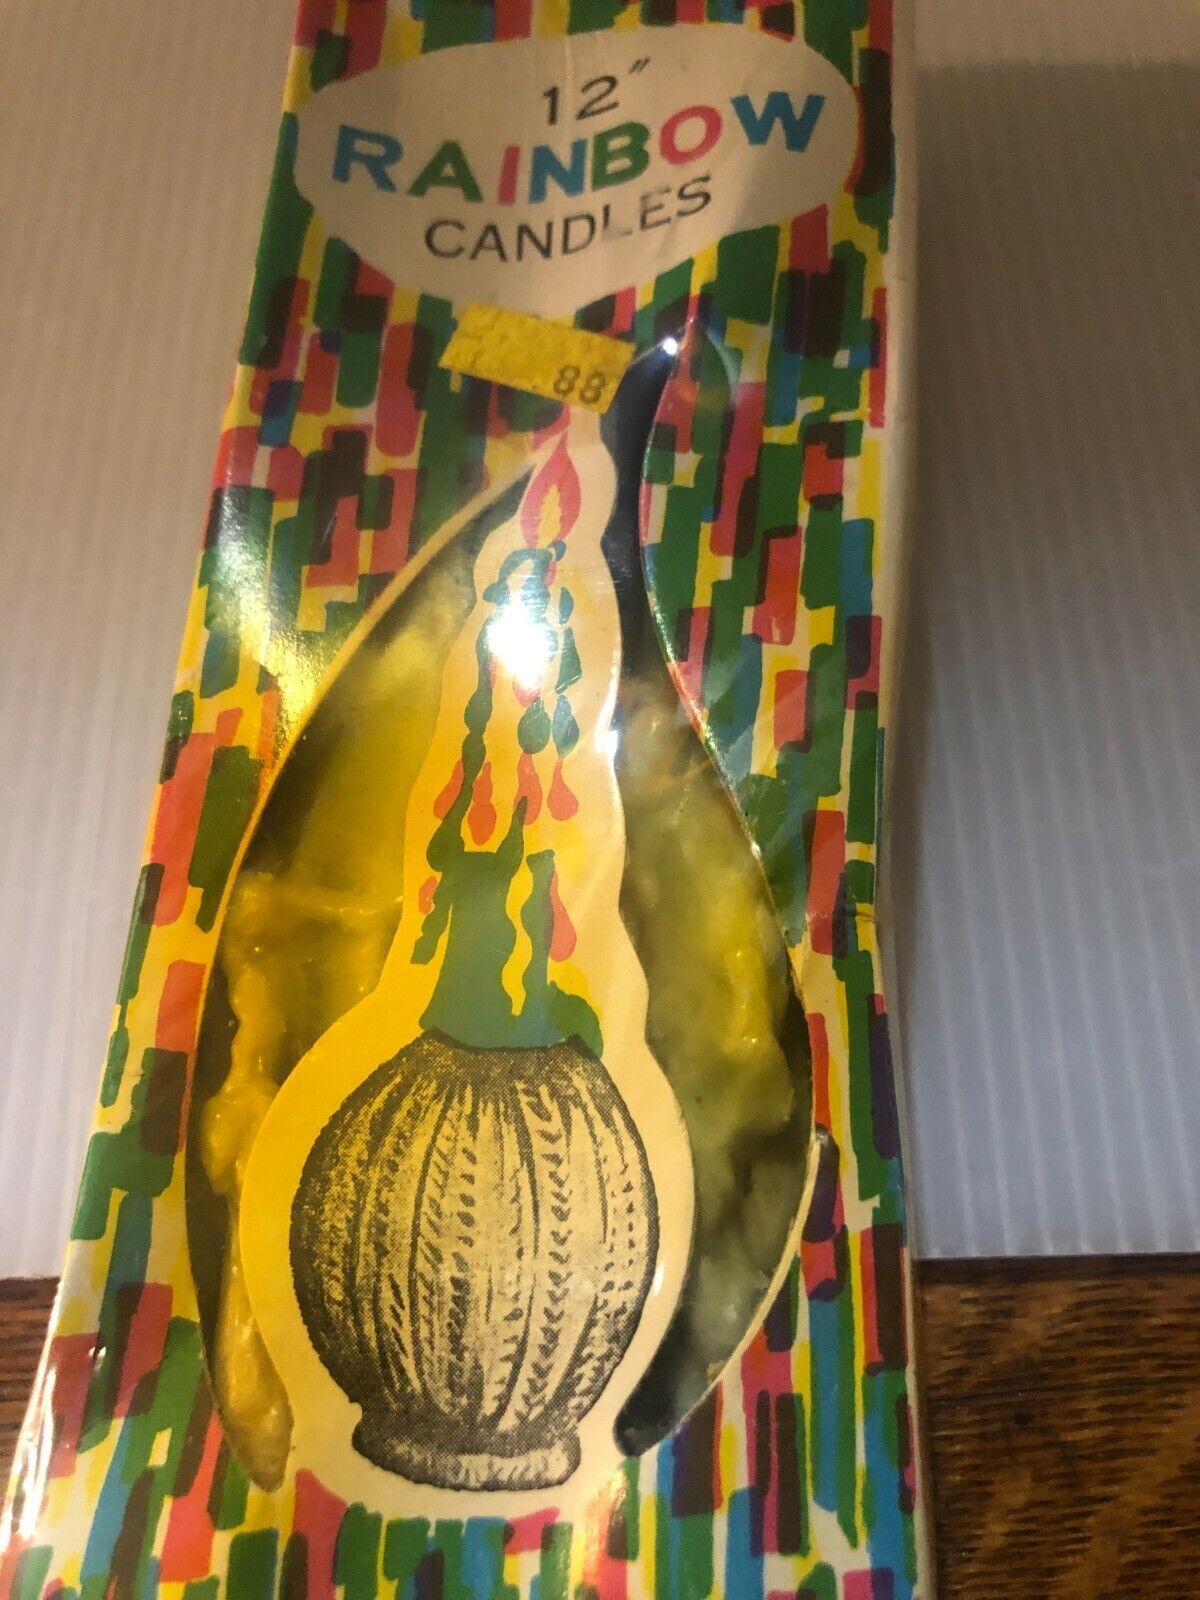 12"
RAINBOW
CANDLES
88